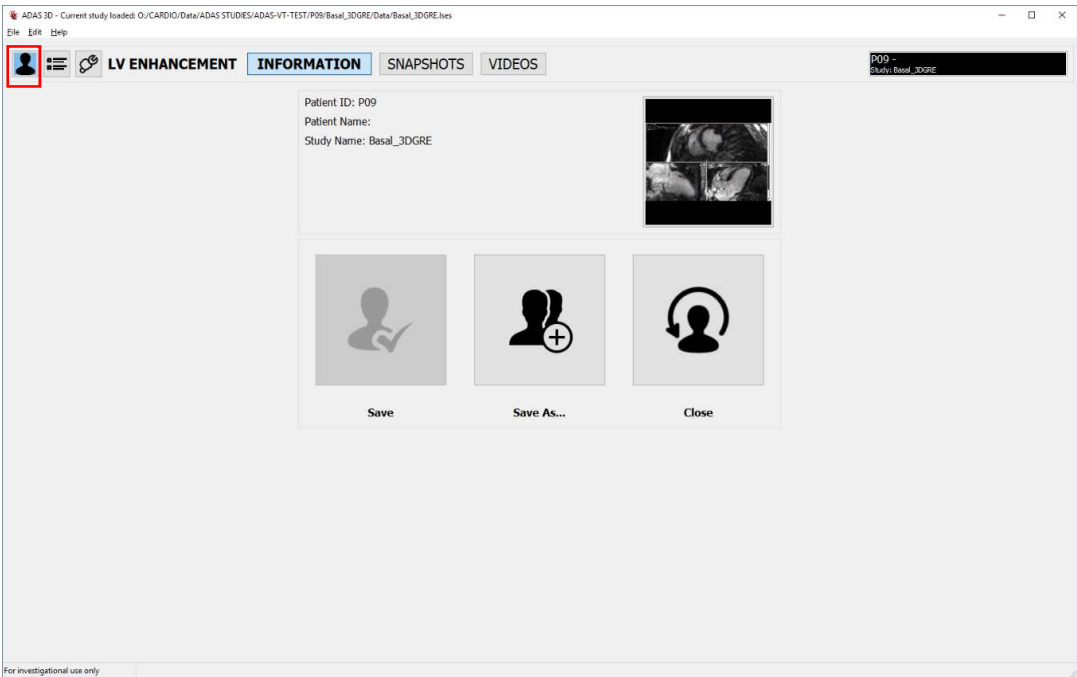 ADAS 3D - Current study loaded: O:/CARDIO/Data/ADAS STUDIES/ADAS-VT-TEST/P09/Basal_3DGRE/Data/Basal_3DGRE.lses
File Edit Help
LV ENHANCEMENT INFORMATION SNAPSHOTS VIDEOS
P09 -
Study: Basal_3DGRE
Patient ID: P09
Patient Name:
Study Name: Basal_3DGRE
Save Save As... Close
For investigational use only